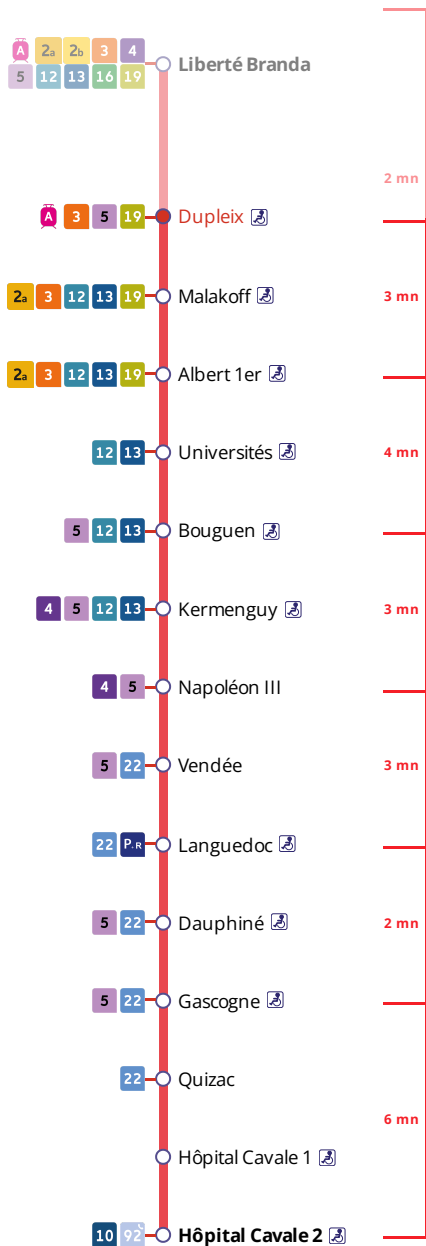 A 2a 2b 3 4
5 12 13 16 19
Liberté Branda
2 mn
A 3 5 19 Dupleix
2a 3 12 13 19 Malakoff 3 mn
2a 3 12 13 19 Albert 1er
12 13 Universités 4 mn
5 12 13 Bouguen
4 5 12 13 Kermenguy 3 mn
4 5 Napoléon III
5 22 Vendée 3 mn
22 P.R Languedoc
5 22 Dauphiné 2 mn
5 22 Gascogne
22 Quizac
6 mn
Hôpital Cavale 1
10 92 Hôpital Cavale 2